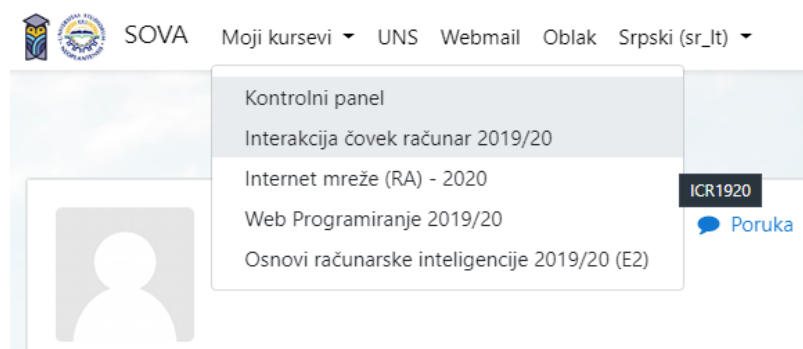 SOVA Moji kursevi UNS Webmail Oblak Srpski (sr_lt)
Kontrolni panel
Interakcija čovek računar 2019/20
Internet mreže (RA) - 2020
ICR1920
Web Programiranje 2019/20
Poruka
Osnovi računarske inteligencije 2019/20 (E2)